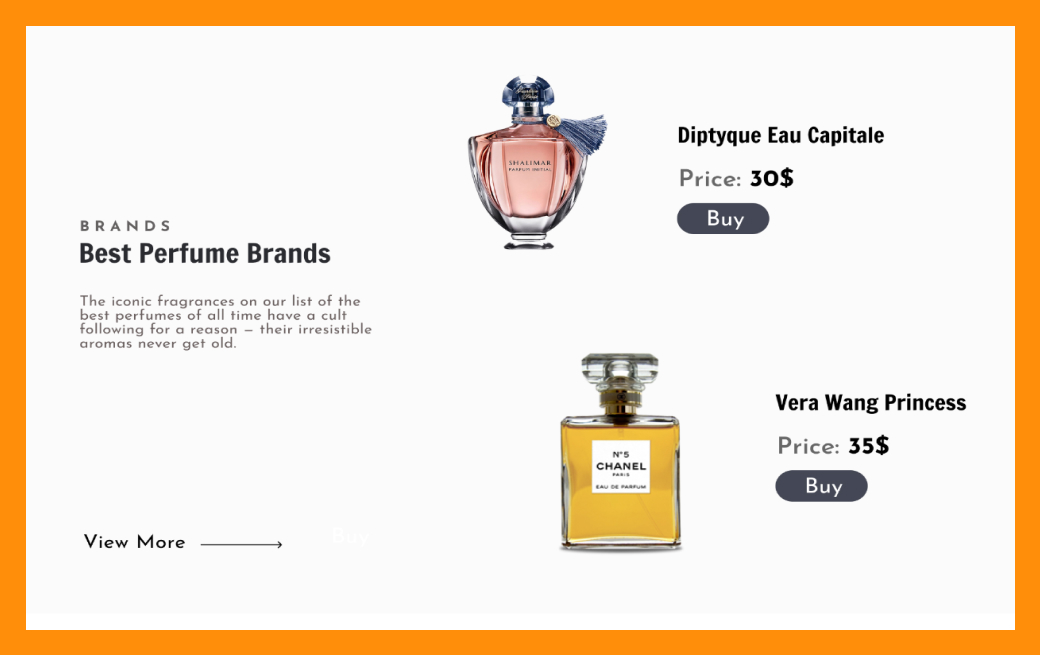 BRANDS
Best Perfume Brands
The iconic fragrances on our list of the
best perfumes of all time have a cult
following for a reason – their irresistible
aromas never get old.
View More
Buy
SHALIMAR
PARFUM INITIAL
Diptyque Eau Capitale
Price: 30$
Buy
N°5
CHANEL
PARIS
EAU DE PARFUM
Vera Wang Princess
Price: 35$
Buy